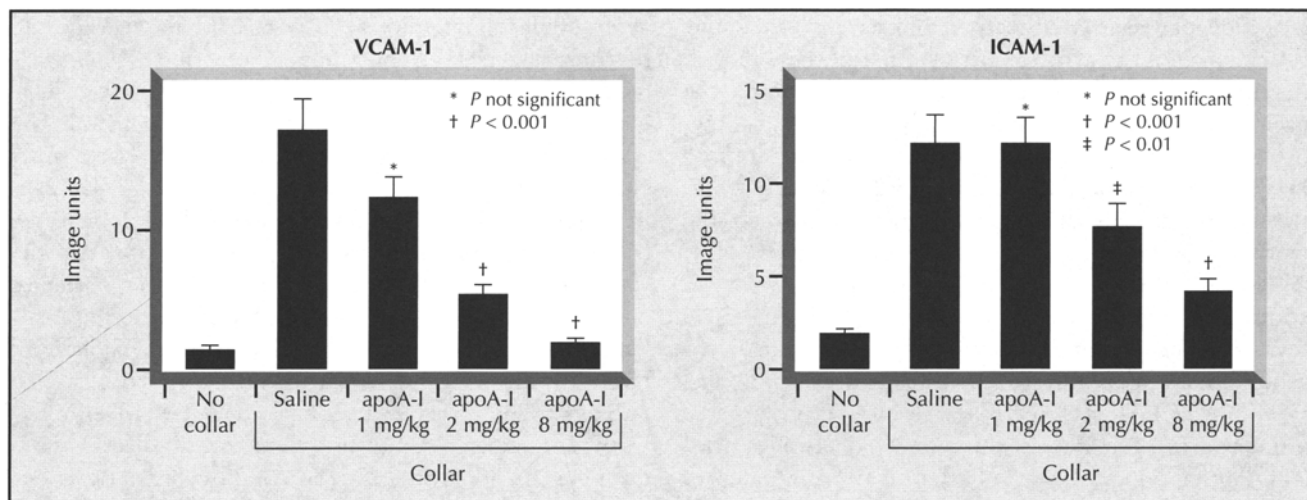 VCAM-1
* P not significant
† P < 0.001
20
10
0
Image units
No collar
Saline
apoA-I 1 mg/kg
apoA-I 2 mg/kg
apoA-I 8 mg/kg
Collar
*
†
†
ICAM-1
* P not significant
† P < 0.001
‡ P < 0.01
15
10
5
0
Image units
No collar
Saline
apoA-I 1 mg/kg
apoA-I 2 mg/kg
apoA-I 8 mg/kg
Collar
*
‡
†